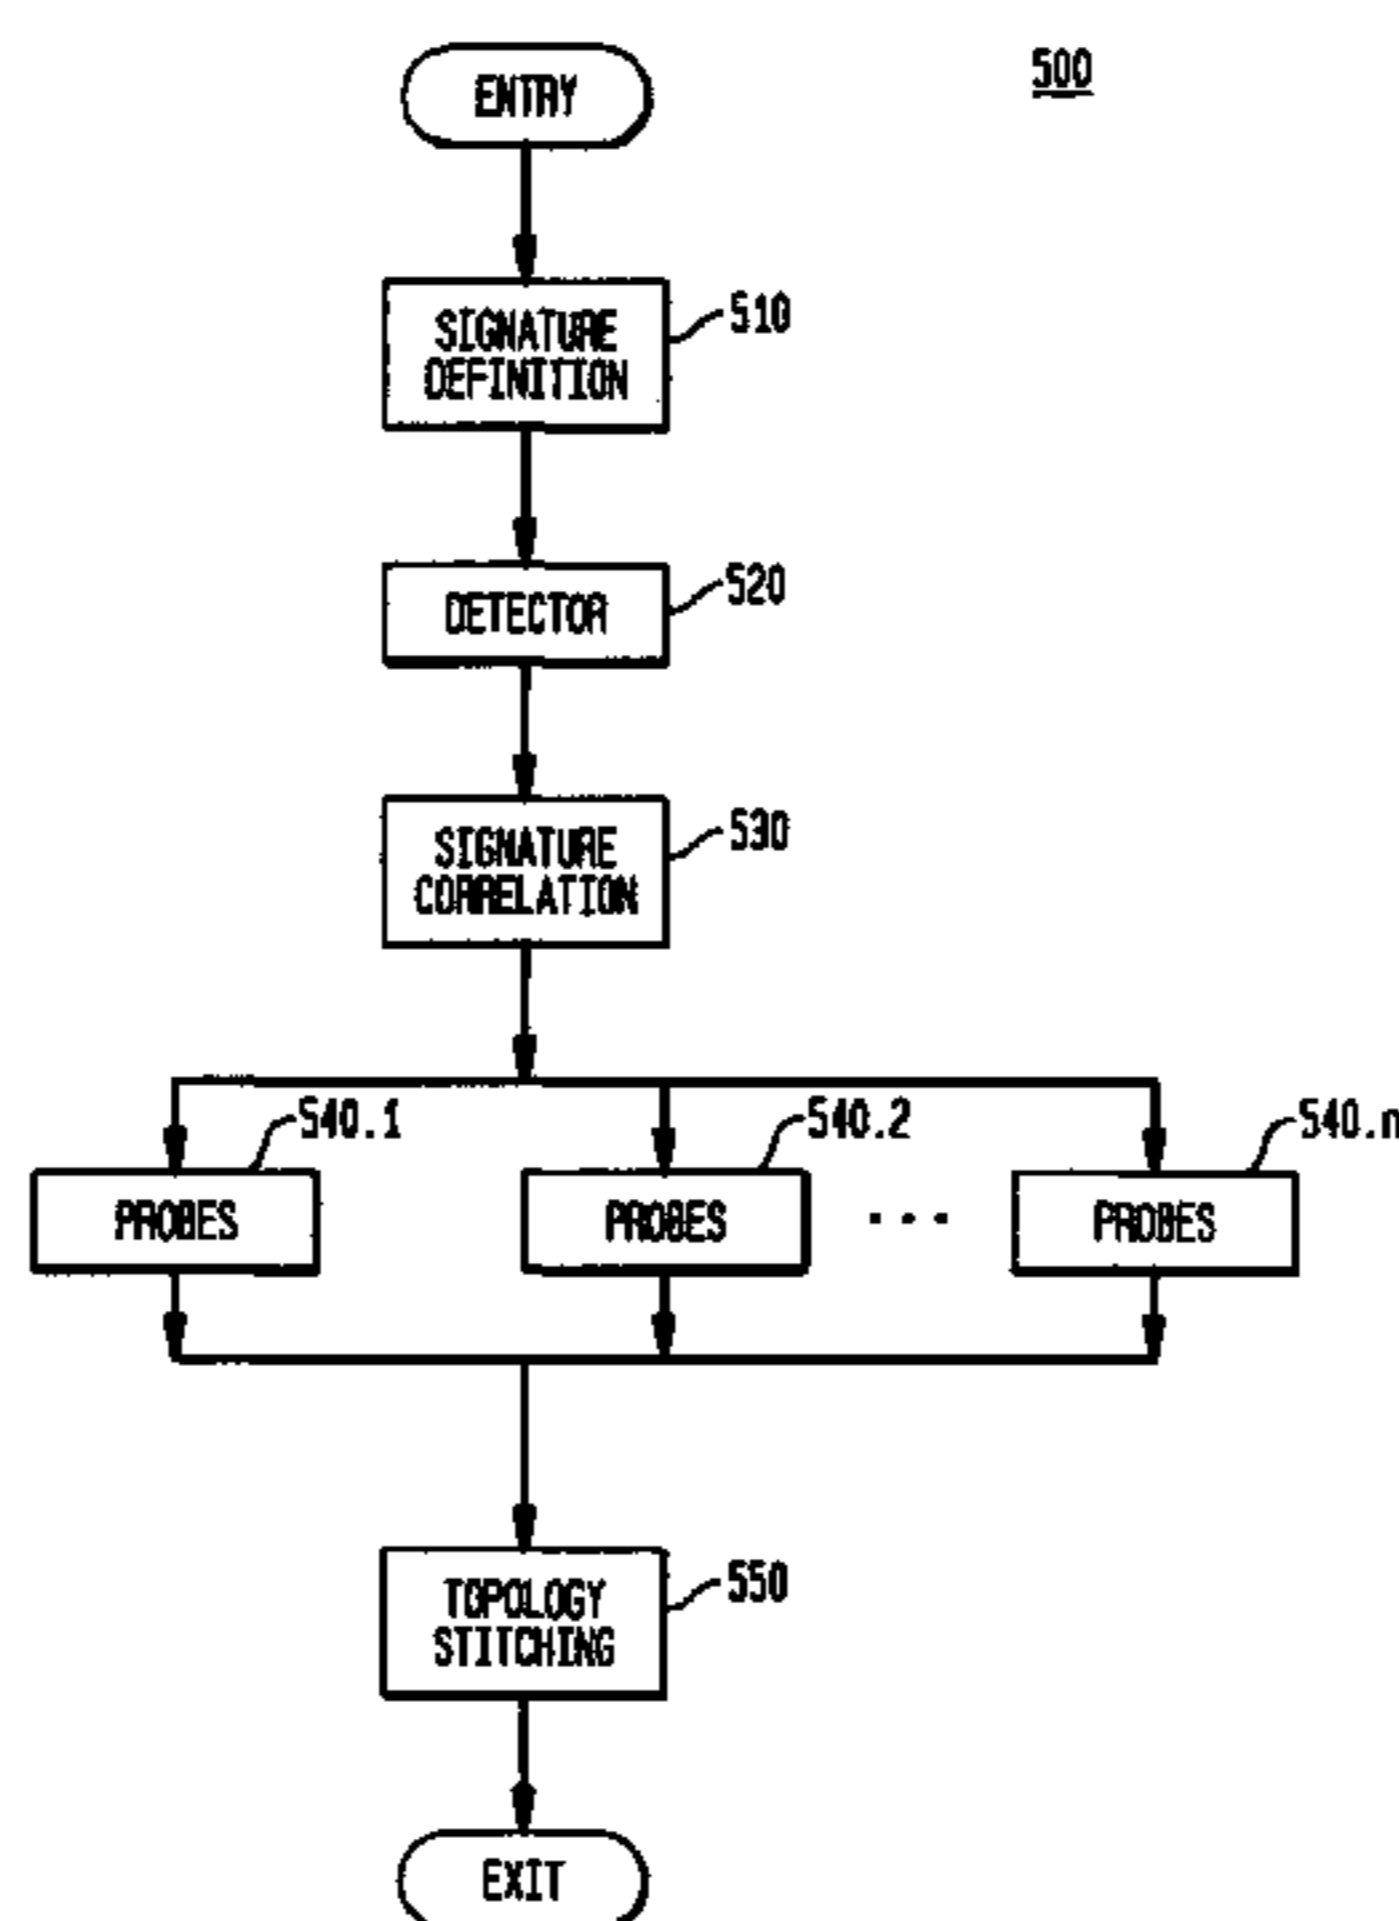 ENTRY
500
SIGNATURE
DEFINITION
510
DETECTOR
520
SIGNATURE
CORRELATION
530
540.1
540.2
540.n
PROBES
PROBES
...
PROBES
TOPOLOGY
STITCHING
550
EXIT